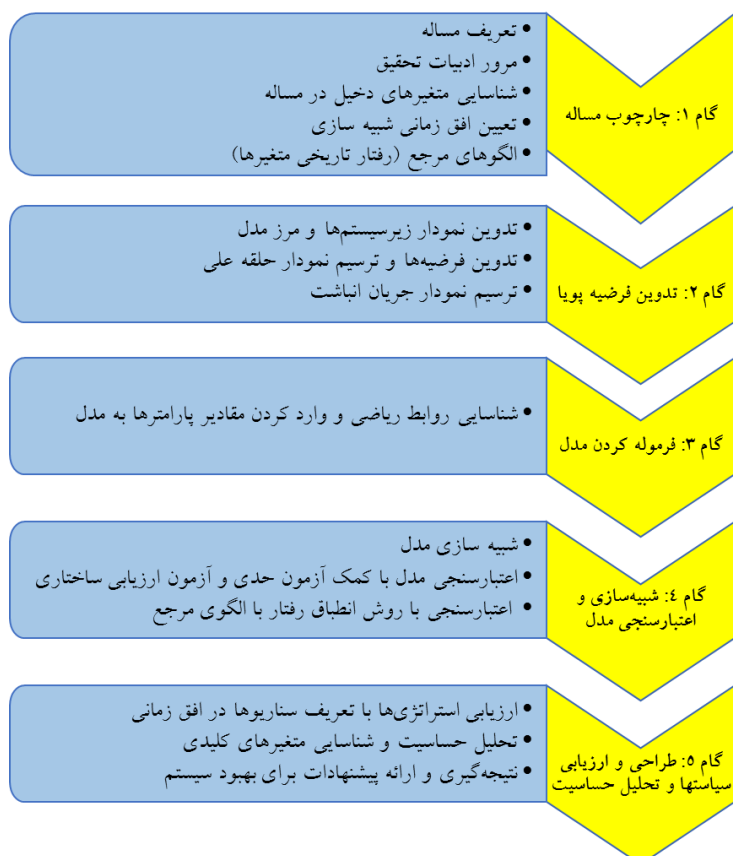 گام ۱: چارچوب مساله
• تعریف مساله
• مرور ادبیات تحقیق
• شناسایی متغیرهای دخیل در مساله
• تعیین افق زمانی شبیه سازی
• الگوهای مرجع (رفتار تاریخی متغیرها)
گام ۲: تدوین فرضیه پویا
• تدوین نمودار زیرسیستم‌ها و مرز مدل
• تدوین فرضیه‌ها و ترسیم نمودار حلقه علی
• ترسیم نمودار جریان انباشت
گام ۳: فرموله کردن مدل
• شناسایی روابط ریاضی و وارد کردن مقادیر پارامترها به مدل
گام ٤: شبیه‌سازی و
اعتبارسنجی مدل
• شبیه سازی مدل
• اعتبارسنجی مدل با کمک آزمون حدی و آزمون ارزیابی ساختاری
• اعتبارسنجی با روش انطباق رفتار با الگوی مرجع
گام ٥: طراحی و ارزیابی
سیاستها و تحلیل حساسیت
• ارزیابی استراتژی‌ها با تعریف سناریوها در افق زمانی
• تحلیل حساسیت و شناسایی متغیرهای کلیدی
• نتیجه‌گیری و ارائه پیشنهادات برای بهبود سیستم